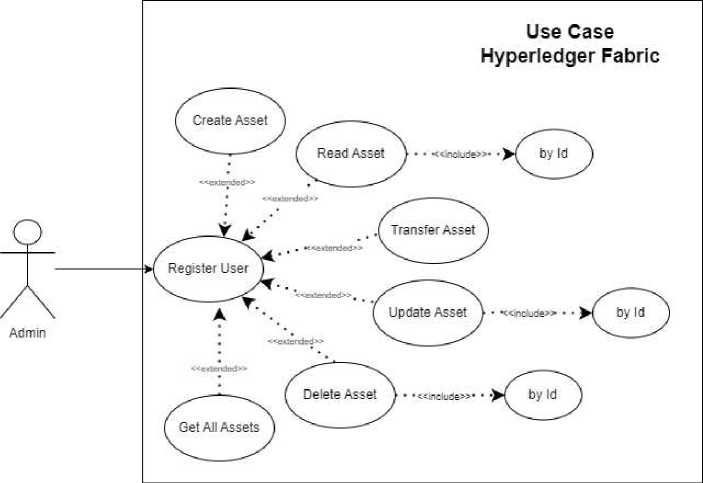 Use Case
Hyperledger Fabric
Create Asset
Read Asset
<<include>>
by Id
<<extended>>
<<extended>>
Transfer Asset
<<extended>>
Register User
Admin
<<extended>>
Update Asset
<<include>>
by Id
<<extended>>
<<extended>>
Delete Asset
<<include>>
by Id
Get All Assets